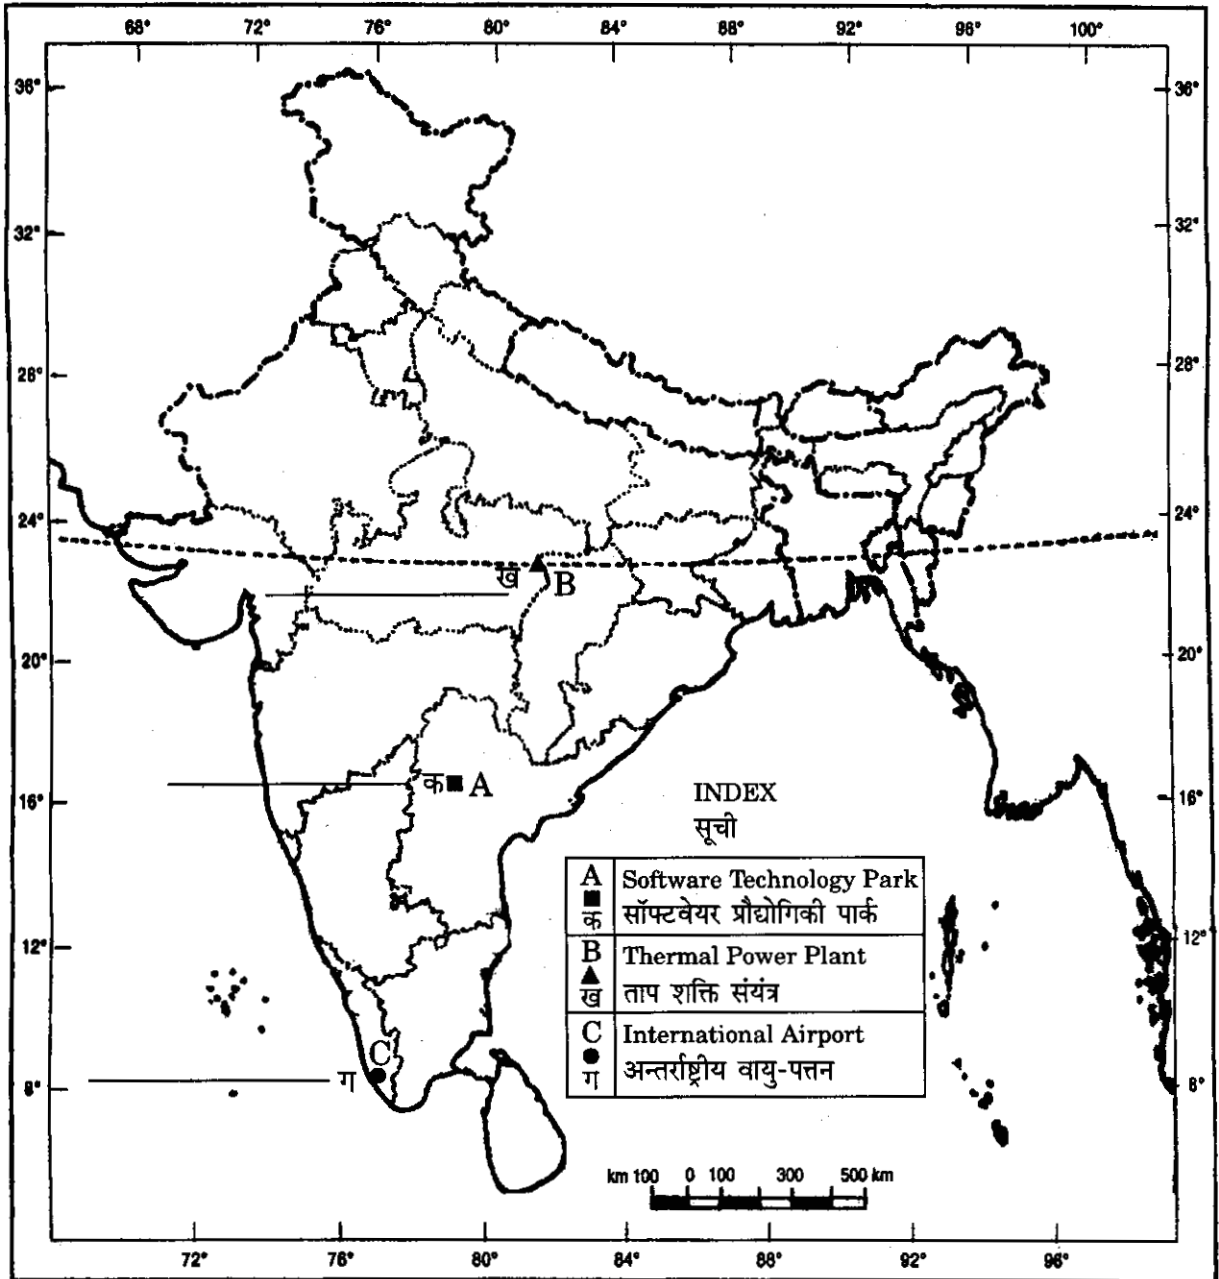 68° 72° 76° 80° 84° 88° 92° 96° 100°
36° 36°
32° 32°
28° 28°
24° 24°
ख B
20° 20°
क A
16° 16°
INDEX
सूची
A Software Technology Park
क सॉफ्टवेयर प्रौद्योगिकी पार्क
B Thermal Power Plant
ख ताप शक्ति संयंत्र
C International Airport
ग अन्तर्राष्ट्रीय वायु-पत्तन
12° 12°
C
ग
8° 8°
km 100 0 100 300 500 km
72° 76° 80° 84° 88° 92° 96°